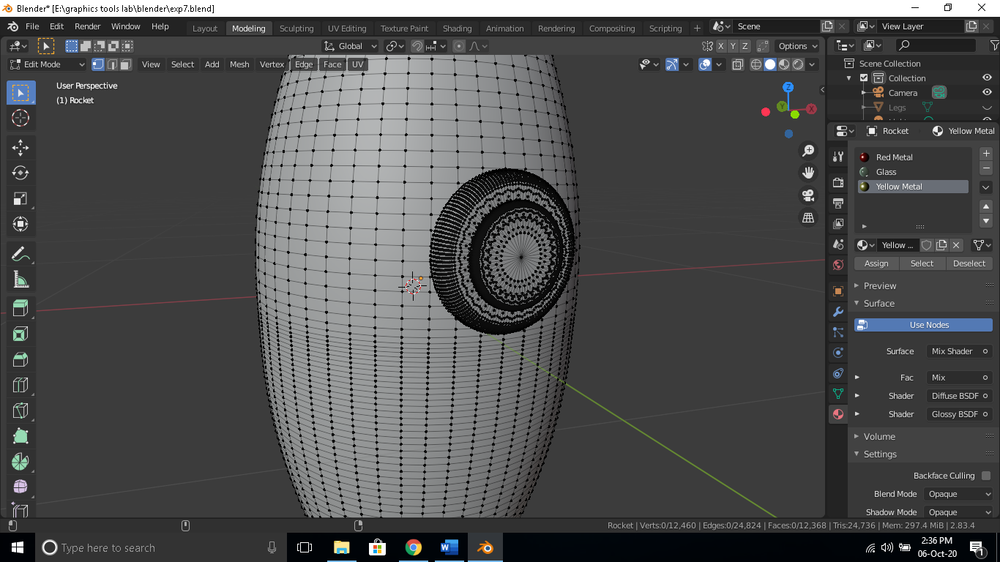 Blender* [E:\graphics tools lab\blender\exp7.blend]
File Edit Render Window Help Layout Modeling Sculpting UV Editing Texture Paint Shading Animation Rendering Compositing Scripting + Scene View Layer
Global X Y Z Options
Edit Mode View Select Add Mesh Vertex Edge Face UV
User Perspective
(1) Rocket
Z
Y X
Scene Collection
Collection
Camera
Legs
Rocket Yellow Metal
Red Metal
Glass
Yellow Metal
Yellow ...
Assign Select Deselect
Preview
Surface
Use Nodes
Surface Mix Shader
Fac Mix
Shader Diffuse BSDF
Shader Glossy BSDF
Volume
Settings
Backface Culling
Blend Mode Opaque
Shadow Mode Opaque
Rocket | Verts:0/12,460 | Edges:0/24,824 | Faces:0/12,368 | Tris:24,736 | Mem: 297.4 MiB | 2.83.4
Type here to search
2:36 PM
06-Oct-20
1